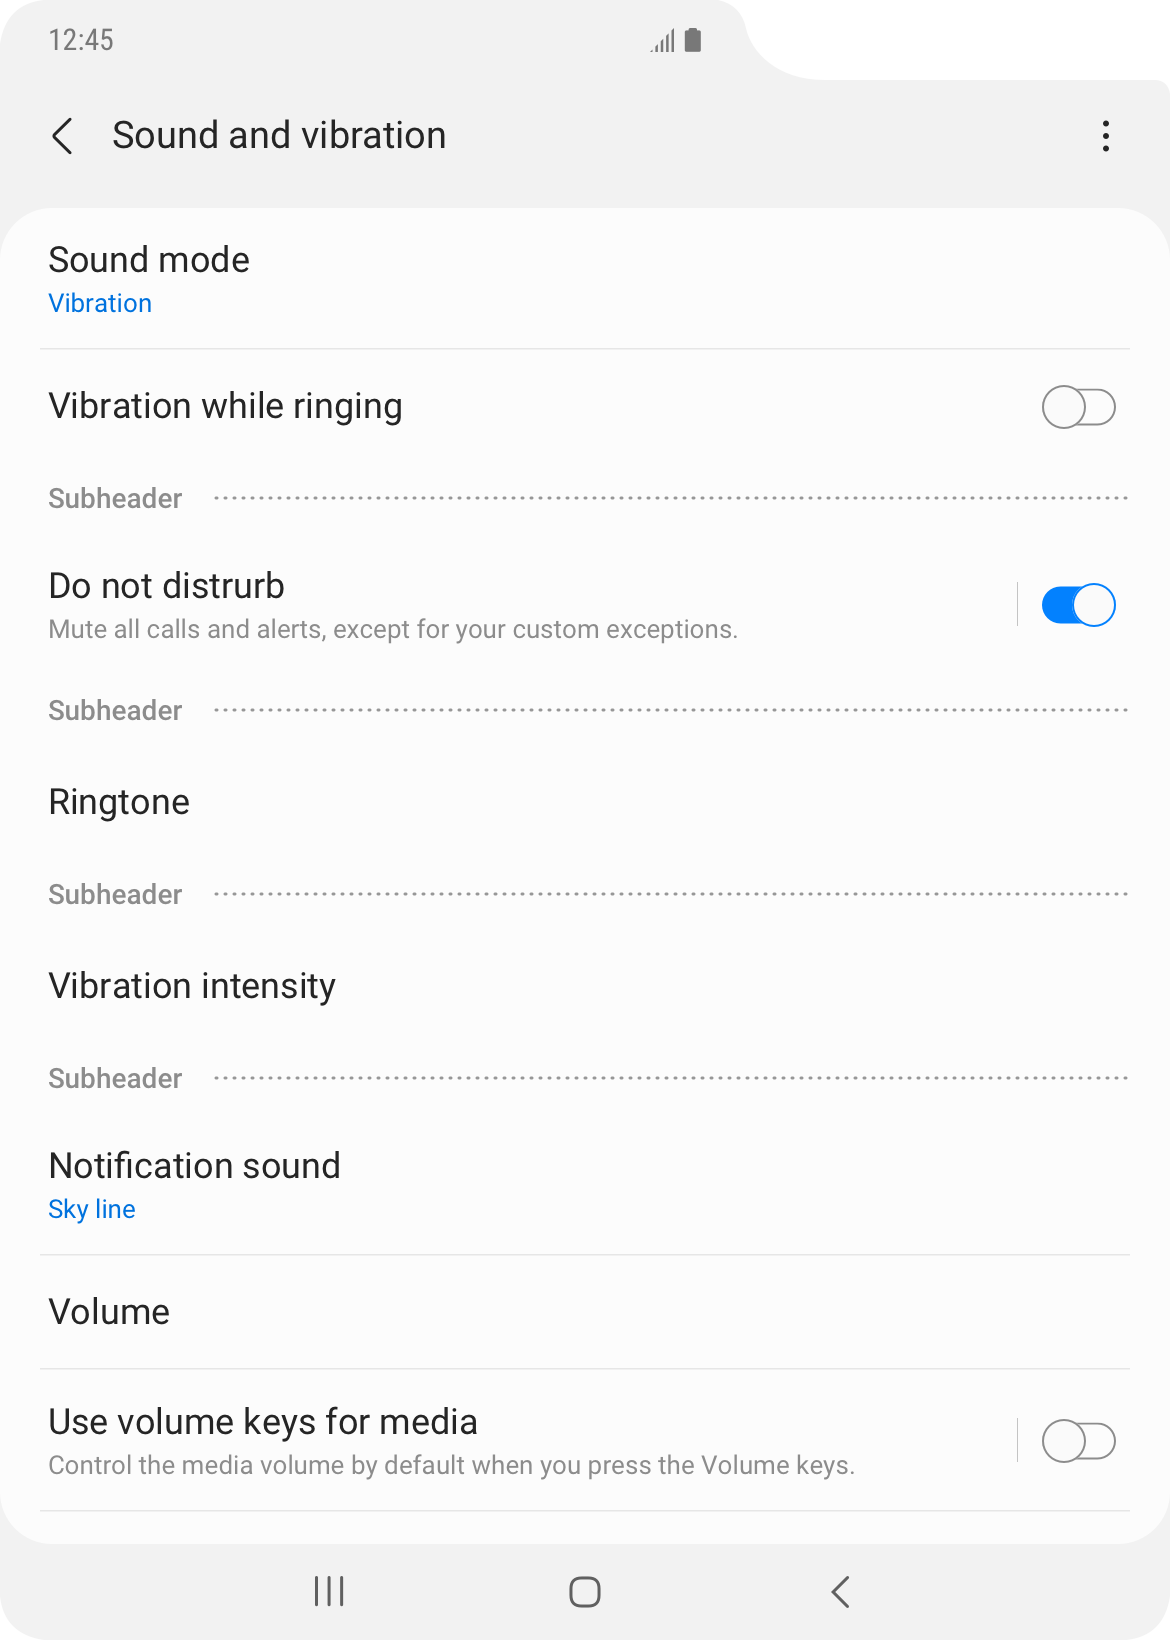 12:45
Sound and vibration
Sound mode
Vibration
Vibration while ringing
Subheader
Do not distrurb
Mute all calls and alerts, except for your custom exceptions.
Subheader
Ringtone
Subheader
Vibration intensity
Subheader
Notification sound
Sky line
Volume
Use volume keys for media
Control the media volume by default when you press the Volume keys.